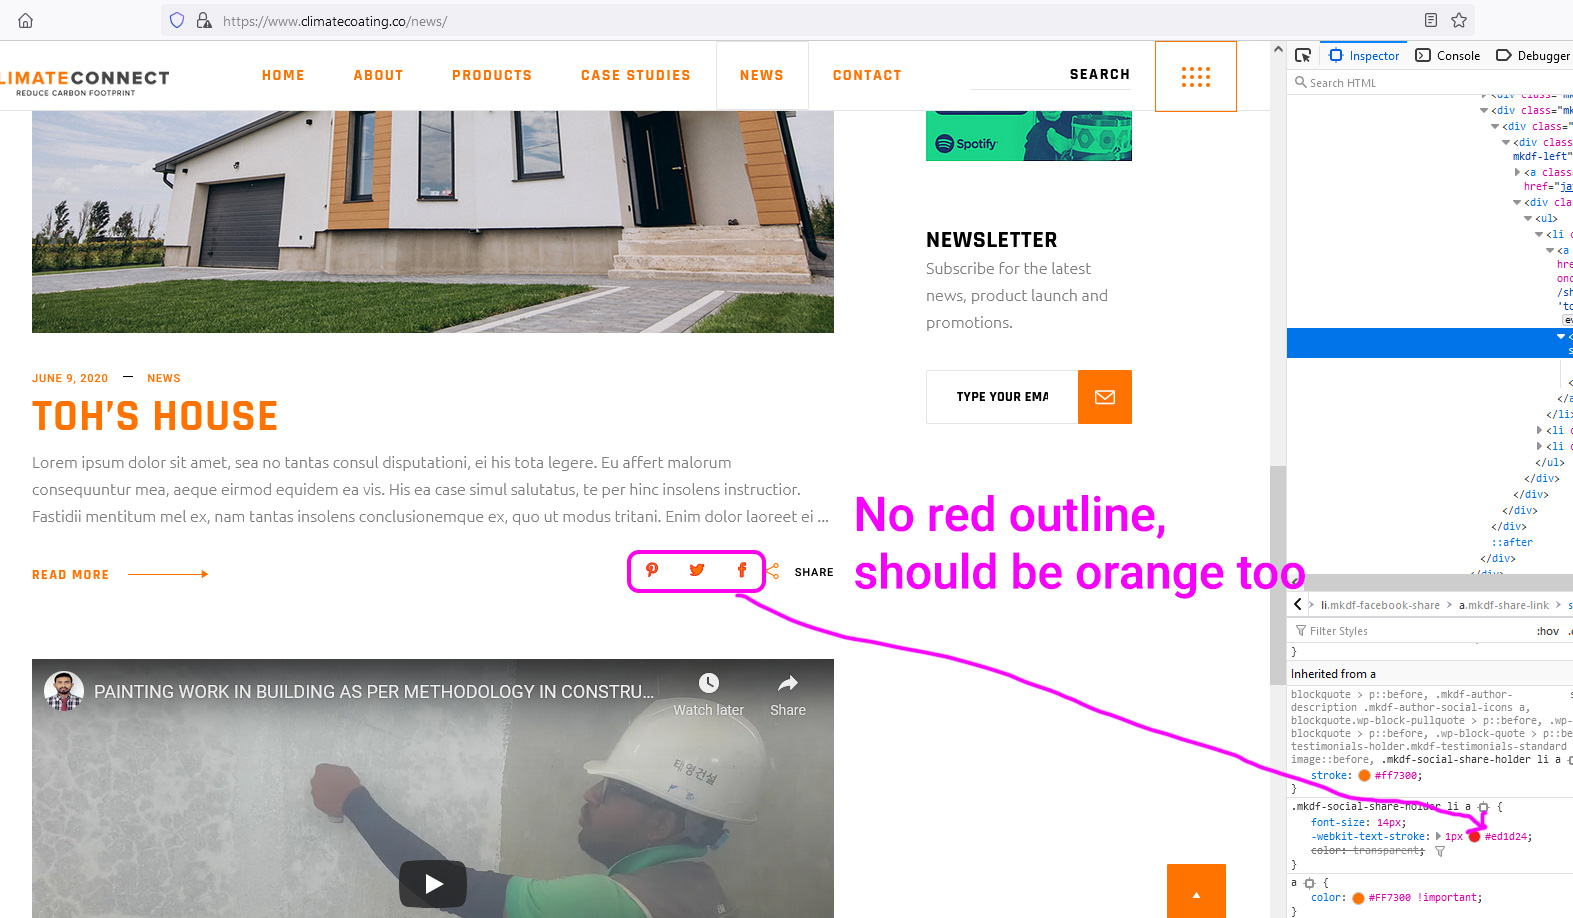 https://www.climatecoating.co/news/
LIMATECONNECT
REDUCE CARBON FOOTPRINT
HOME
ABOUT
PRODUCTS
CASE STUDIES
NEWS
CONTACT
SEARCH
Spotify
NEWSLETTER
Subscribe for the latest
news, product launch and
promotions.
TYPE YOUR EMA
JUNE 9, 2020 — NEWS
TOH'S HOUSE
Lorem ipsum dolor sit amet, sea no tantas consul disputationi, ei his tota legere. Eu affert malorum
consequuntur mea, aeque eirmod equidem ea vis. His ea case simul salutatus, te per hinc insolens instructior.
Fastidii mentitum mel ex, nam tantas insolens conclusionemque ex, quo ut modus tritani. Enim dolor laoreet ei ...
READ MORE
SHARE
No red outline,
should be orange too
PAINTING WORK IN BUILDING AS PER METHODOLOGY IN CONSTRU...
Watch later
Share
태영건설
Inspector
Console
Debugger
Search HTML
<div class="mk
<div class="
<div class
mkdf-left"
<a clas
href="ja
<div cla
<ul>
<li c
<a
hre
onc
/sh
'to
ev
<
s
<
</a
</li>
<li c
<li c
</ul>
</div>
</div>
</div>
</div>
::after
</div>
</div>
li.mkdf-facebook-share > a.mkdf-share-link > s
Filter Styles
:hov .
}
Inherited from a
blockquote > p::before, .mkdf-author-
description .mkdf-author-social-icons a,
blockquote.wp-block-pullquote > p::before, .wp-
block-quote > p::before, .wp-block-quote > p::be
testimonials-holder.mkdf-testimonials-standard
image::before, .mkdf-social-share-holder li a
stroke: #ff7300;
}
.mkdf-social-share-holder li a {
font-size: 14px;
-webkit-text-stroke: 1px #ed1d24;
color: transparent;
}
a {
color: #FF7300 !important;
}